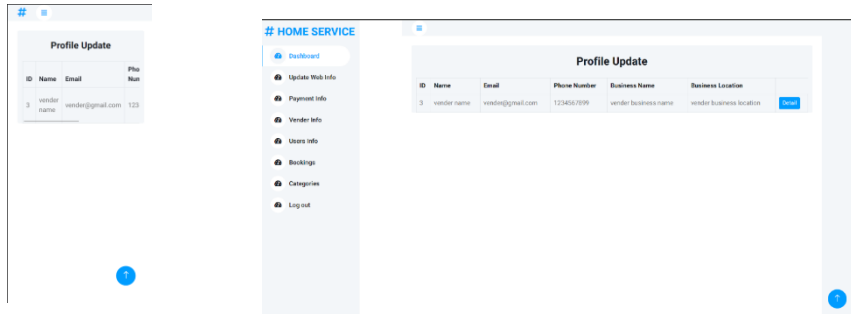 #
Profile Update
ID Name Email Pho Nun
3 vender name vender@gmail.com 123
# HOME SERVICE
Dashboard
Update Web Info
Payment Info
Vender Info
Users Info
Bookings
Categories
Log out
Profile Update
ID Name Email Phone Number Business Name Business Location
3 vender name vender@gmail.com 1234567899 vender business name vender business location Detail